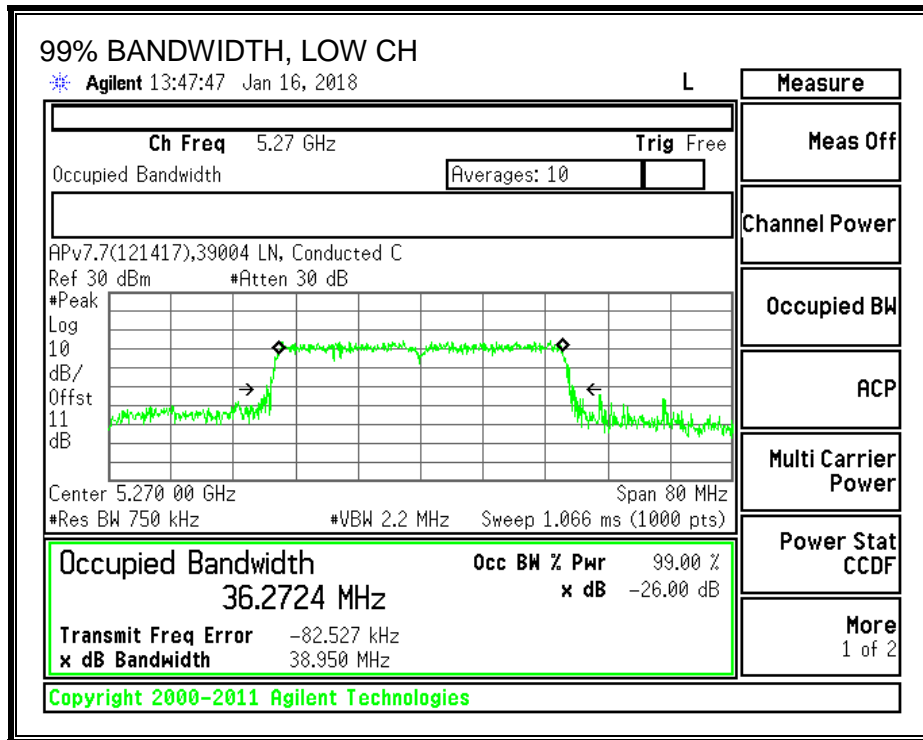 99% BANDWIDTH, LOW CH
Agilent 13:47:47 Jan 16, 2018 L
Ch Freq 5.27 GHz Trig Free
Occupied Bandwidth Averages: 10
APv7.7(121417),39004 LN, Conducted C
Ref 30 dBm #Atten 30 dB
#Peak
Log
10
dB/
Offst
11
dB
Center 5.270 00 GHz Span 80 MHz
#Res BW 750 kHz #VBW 2.2 MHz Sweep 1.066 ms (1000 pts)
Occupied Bandwidth Occ BW % Pwr 99.00 %
36.2724 MHz x dB -26.00 dB
Transmit Freq Error -82.527 kHz
x dB Bandwidth 38.950 MHz
Copyright 2000-2011 Agilent Technologies
Measure
Meas Off
Channel Power
Occupied BW
ACP
Multi Carrier
Power
Power Stat
CCDF
More
1 of 2